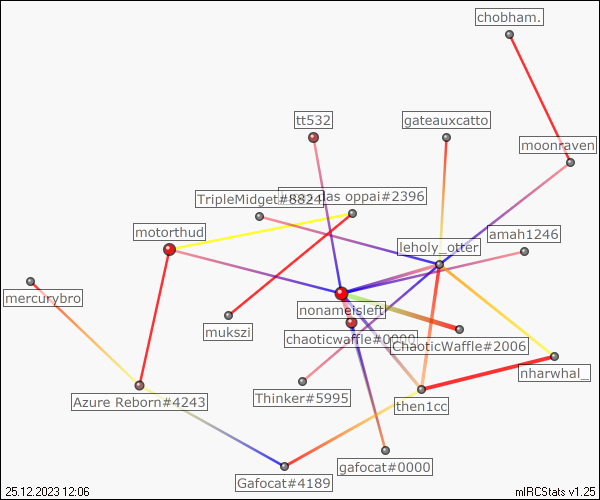 chobham.
tt532
gateauxcatto
moonraven
TripleMidget#8824
las oppai#2396
motorthud
amah1246
leholy_otter
mercurybro
nonameisleft
mukszi
chaoticwaffle#0000
ChaoticWaffle#2006
nharwhal_
Azure Reborn#4243
Thinker#5995
then1cc
Gafocat#4189
gafocat#0000
25.12.2023 12:06
mIRCStats v1.25